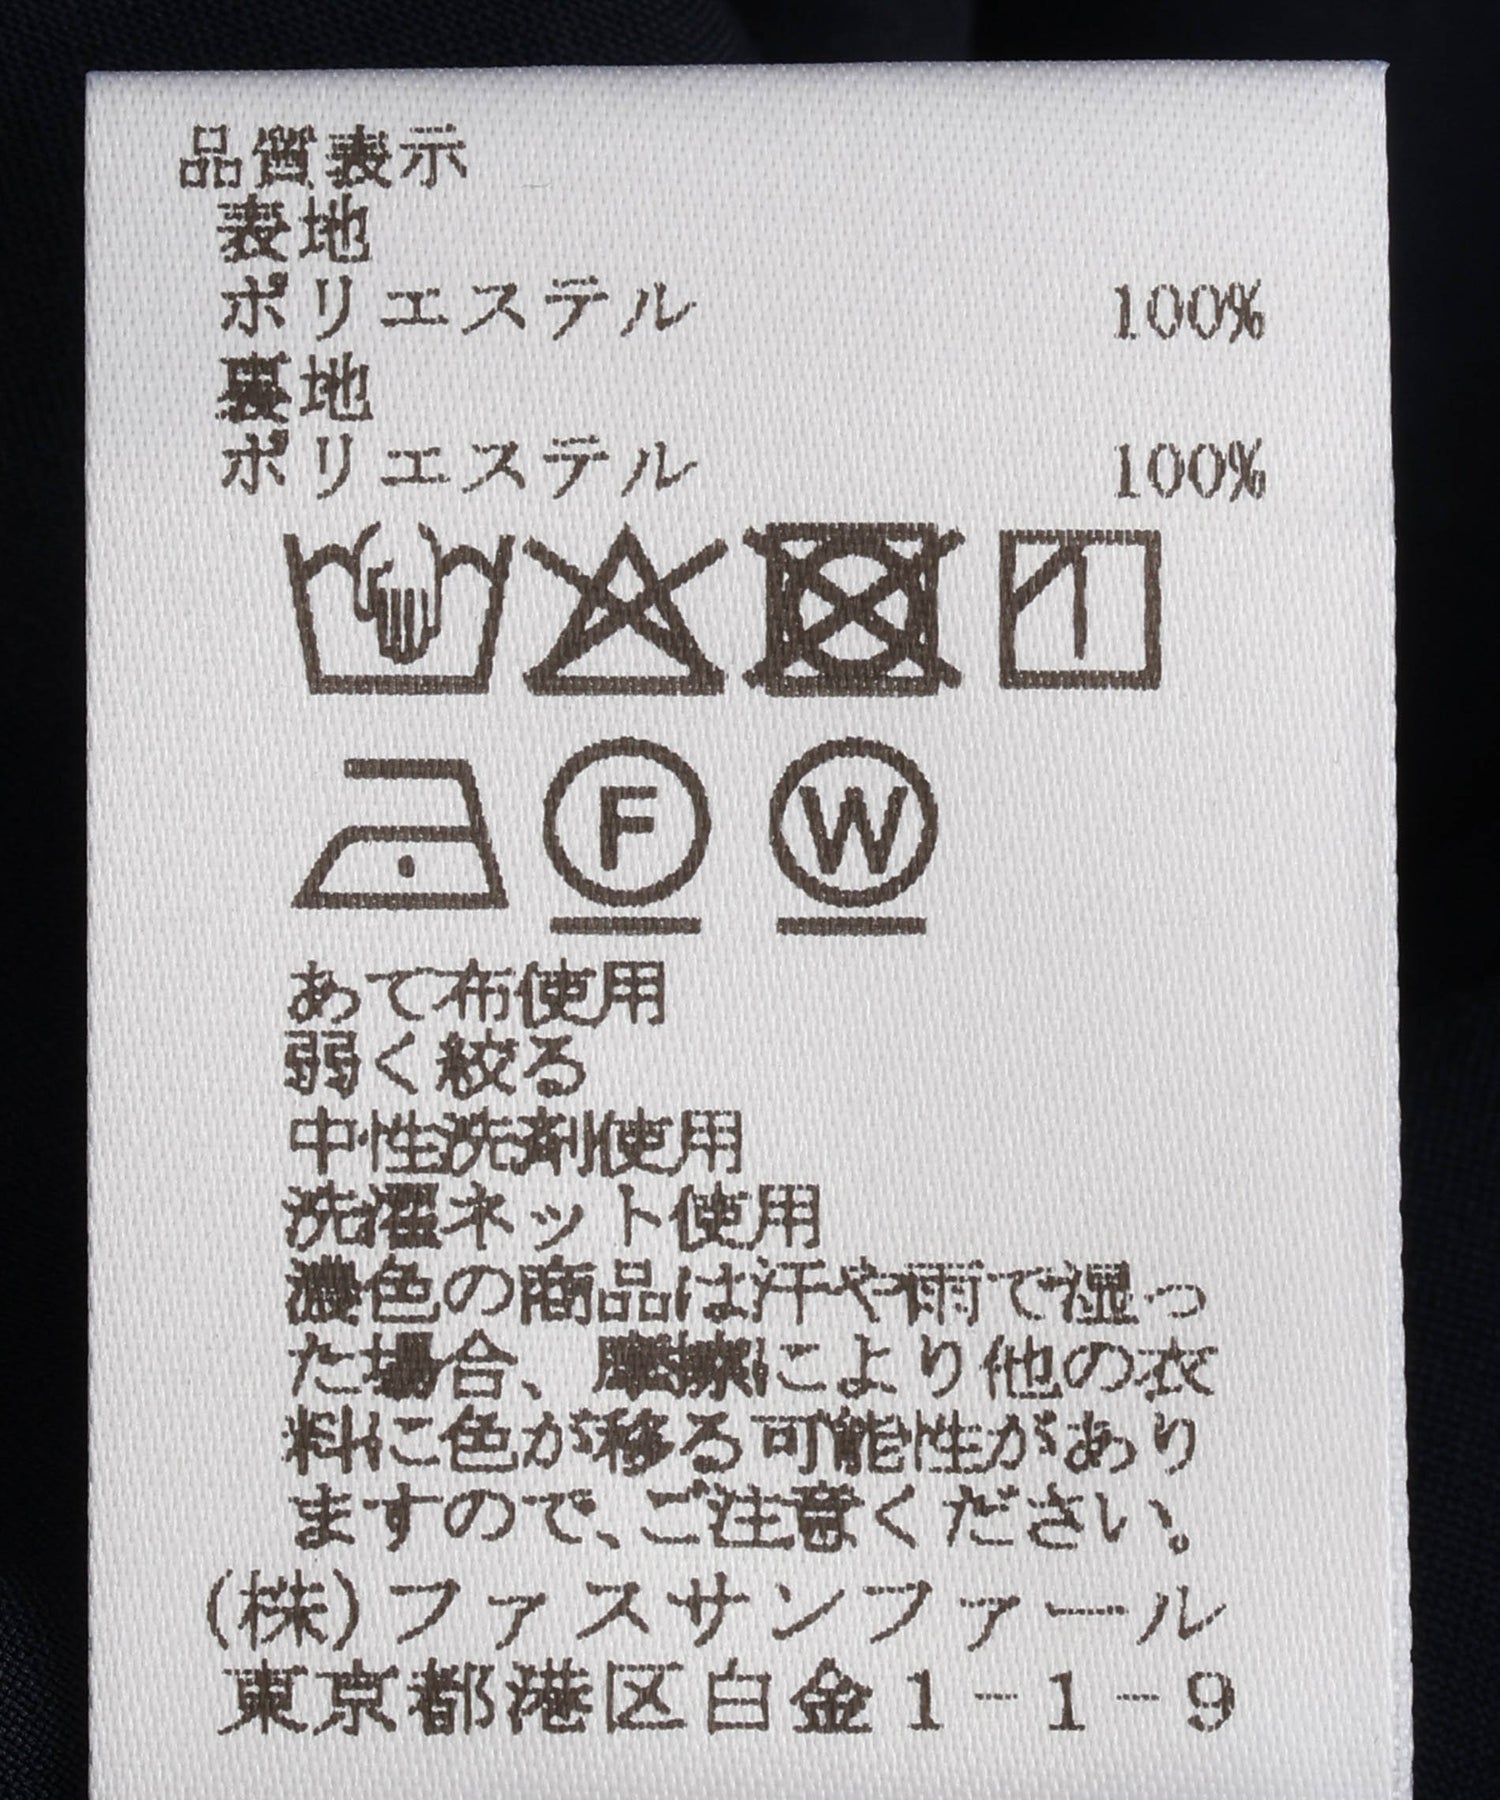 品質表示
表地
ポリエステル 100%
裏地
ポリエステル 100%
F W
あて布使用
弱く絞る
中性洗剤使用
洗濯ネット使用
濃色の商品は汗や雨で湿っ
た場合、摩擦により他の衣
料に色が移る可能性があり
ますので、ご注意ください。
(株)ファスサンファール
東京都港区白金1-1-9